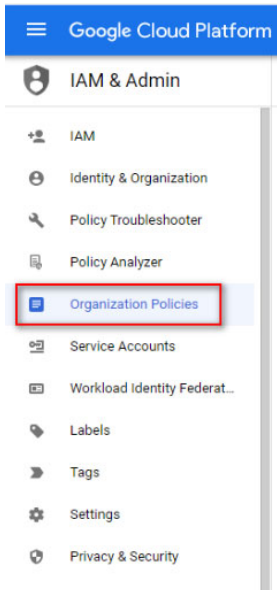 Google Cloud Platform
IAM & Admin
IAM
Identity & Organization
Policy Troubleshooter
Policy Analyzer
Organization Policies
Service Accounts
Workload Identity Federat...
Labels
Tags
Settings
Privacy & Security